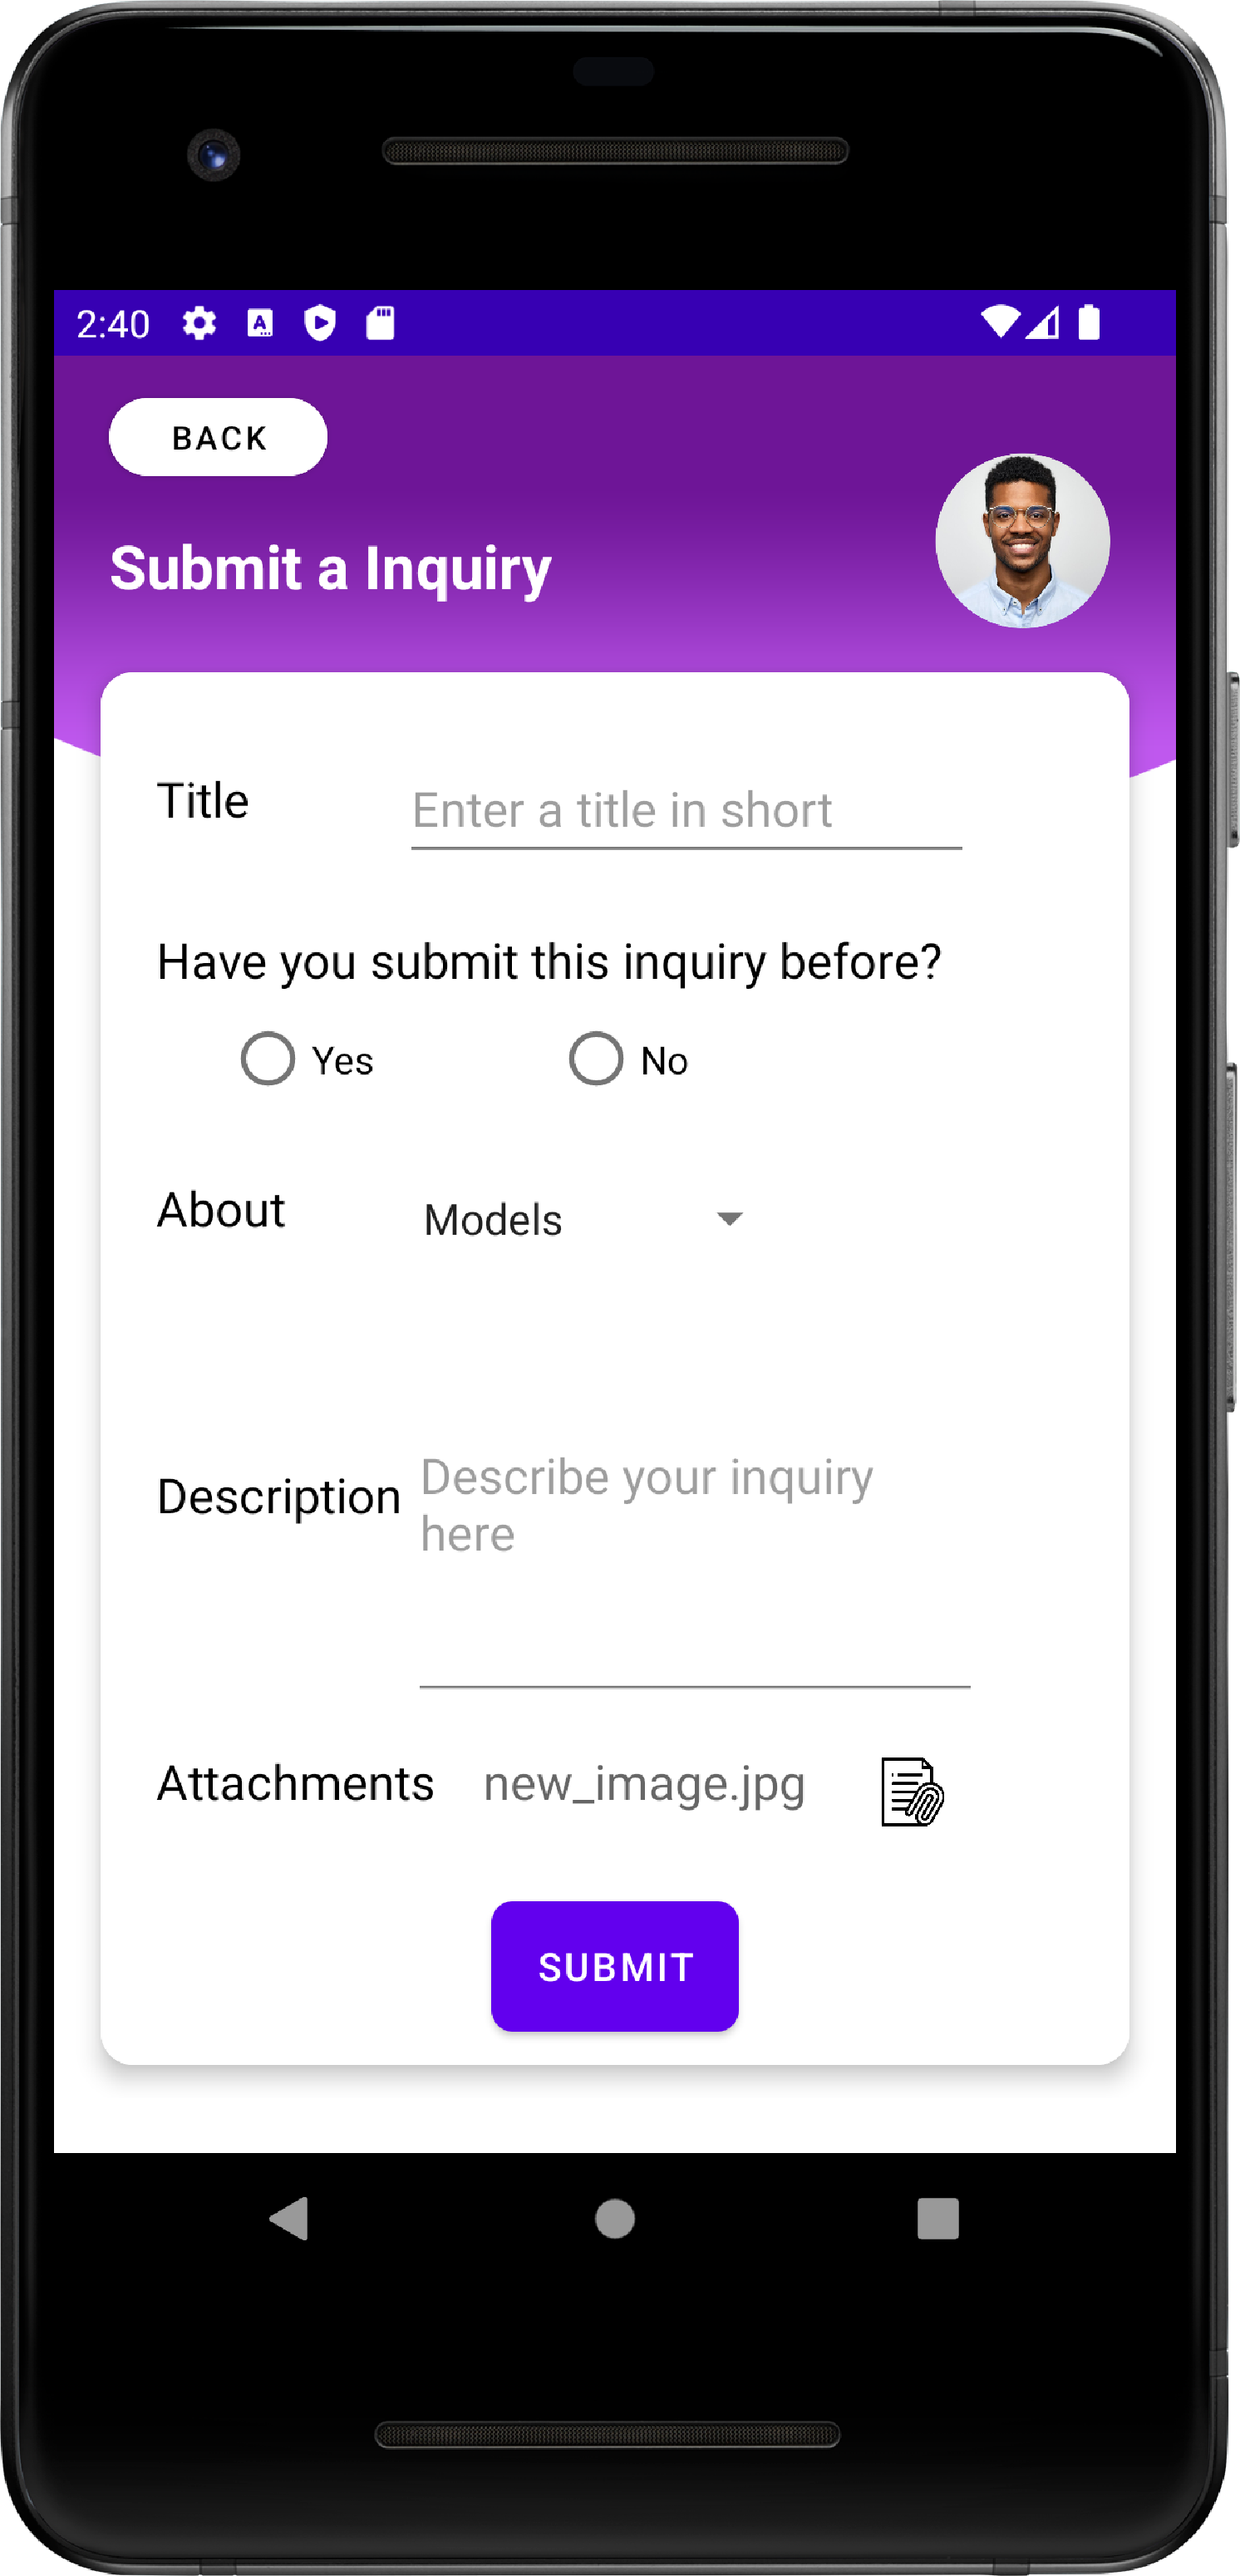 2:40
BACK
Submit a Inquiry
Title
Enter a title in short
Have you submit this inquiry before?
Yes
No
About
Models
Description
Describe your inquiry
here
Attachments
new_image.jpg
SUBMIT